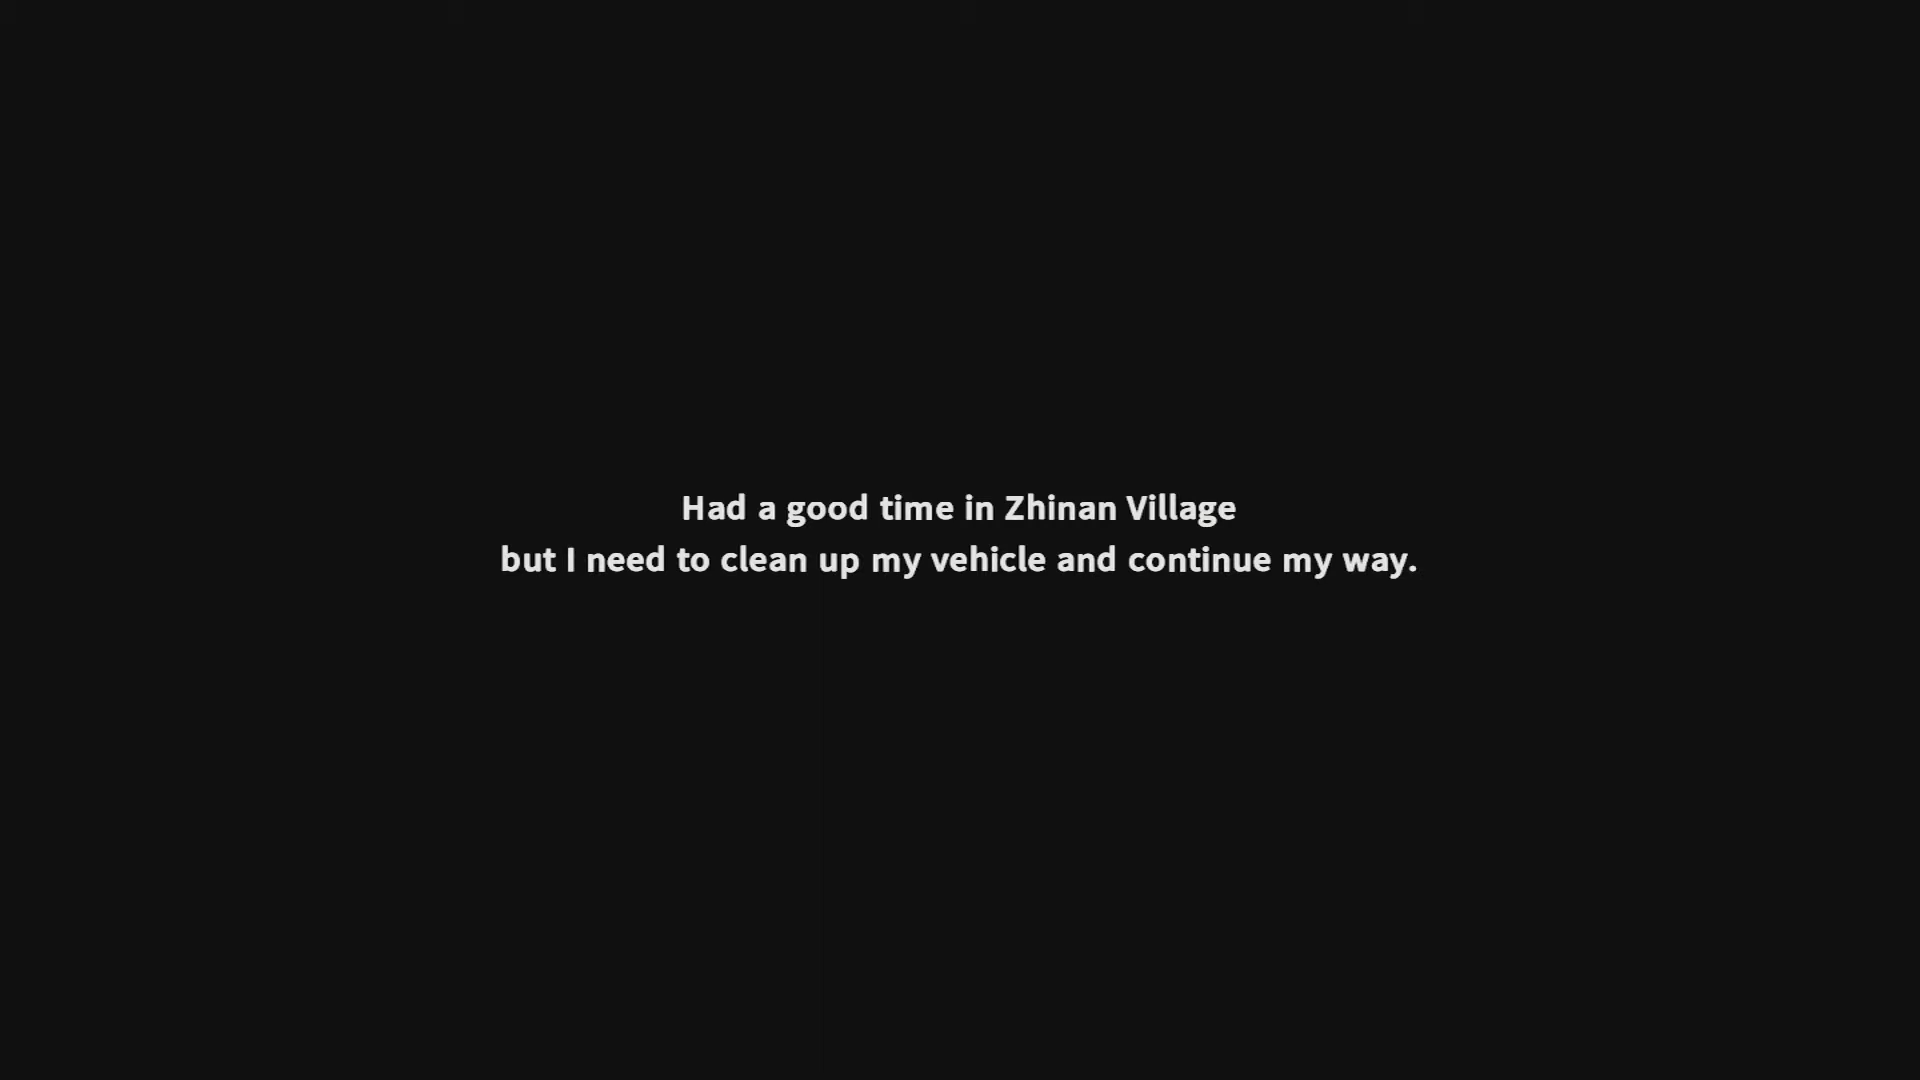 Had a good time in Zhinan Village
but I need to clean up my vehicle and continue my way.